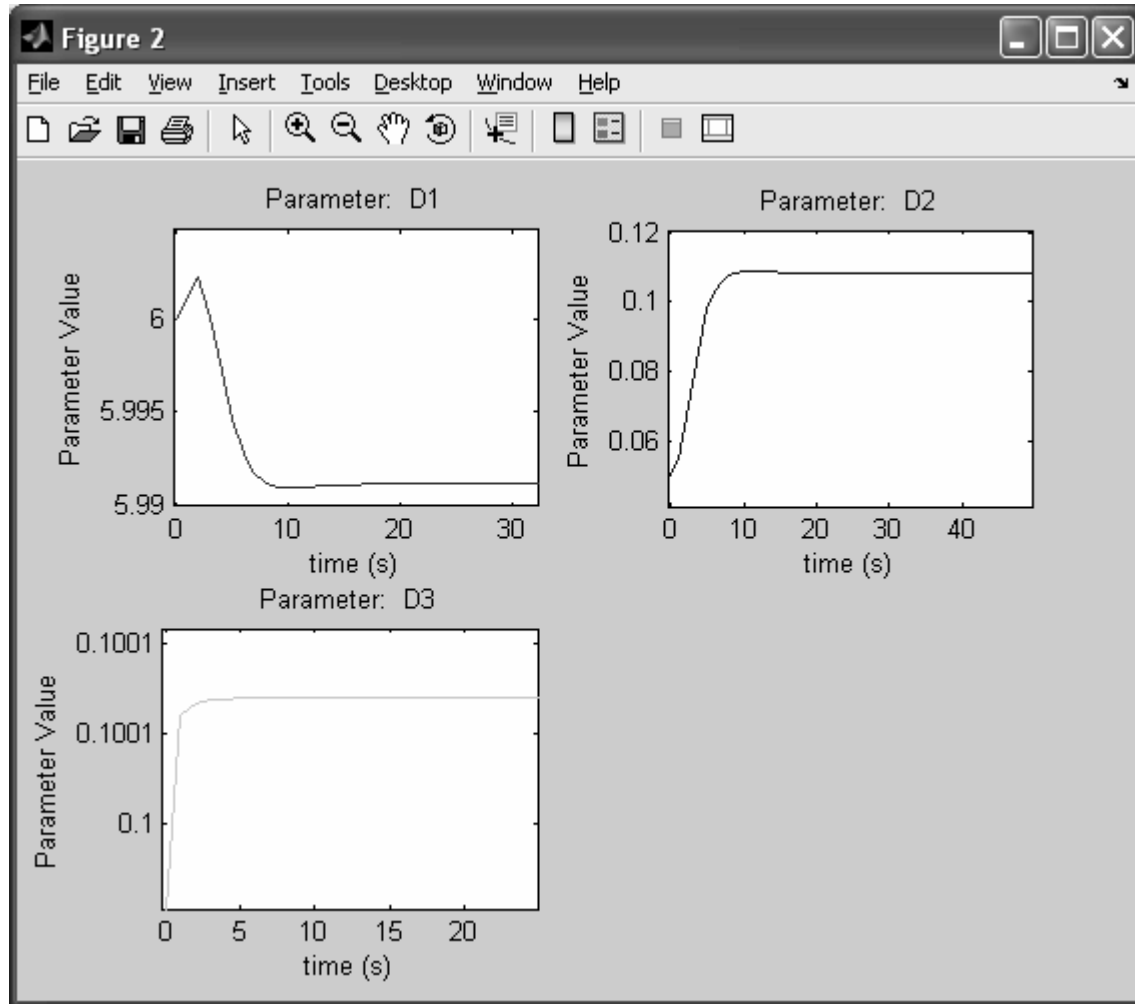 Figure 2
File Edit View Insert Tools Desktop Window Help
Parameter: D1
Parameter Value
6
5.995
5.99
0 10 20 30
time (s)
Parameter: D2
Parameter Value
0.12
0.1
0.08
0.06
0 10 20 30 40
time (s)
Parameter: D3
Parameter Value
0.1001
0.1001
0.1
0 5 10 15 20
time (s)